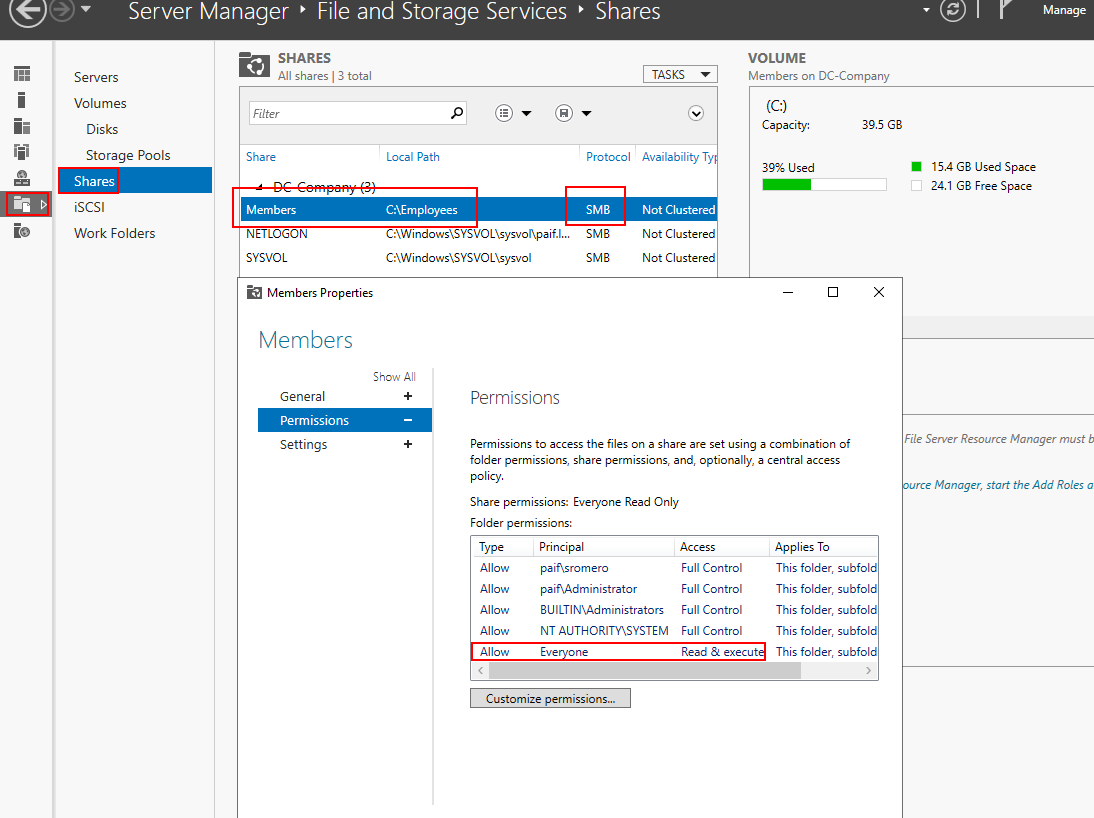 Server Manager ‣ File and Storage Services ‣ Shares
Manage
Servers
Volumes
Disks
Storage Pools
Shares
iSCSI
Work Folders
SHARES
All shares | 3 total
TASKS
Filter
Share Local Path Protocol Availability Typ
DC-Company (3)
Members C:\Employees SMB Not Clustered
NETLOGON C:\Windows\SYSVOL\sysvol\paif.l... SMB Not Clustered
SYSVOL C:\Windows\SYSVOL\sysvol SMB Not Clustered
VOLUME
Members on DC-Company
(C:)
Capacity: 39.5 GB
39% Used
15.4 GB Used Space
24.1 GB Free Space
File Server Resource Manager must b
ource Manager, start the Add Roles a
Members Properties
Members
Show All
General +
Permissions −
Settings +
Permissions
Permissions to access the files on a share are set using a combination of
folder permissions, share permissions, and, optionally, a central access
policy.
Share permissions: Everyone Read Only
Folder permissions:
Type Principal Access Applies To
Allow paif\sromero Full Control This folder, subfold
Allow paif\Administrator Full Control This folder, subfold
Allow BUILTIN\Administrators Full Control This folder, subfold
Allow NT AUTHORITY\SYSTEM Full Control This folder, subfold
Allow Everyone Read & execute This folder, subfold
Customize permissions...